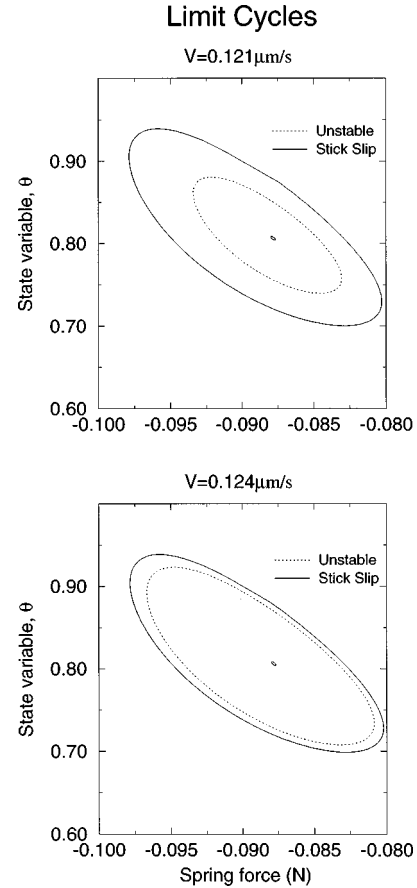 Limit Cycles
V=0.121μm/s
Unstable
Stick Slip
State variable, θ
0.90
0.80
0.70
0.60
-0.100 -0.095 -0.090 -0.085 -0.080
V=0.124μm/s
Unstable
Stick Slip
State variable, θ
0.90
0.80
0.70
0.60
-0.100 -0.095 -0.090 -0.085 -0.080
Spring force (N)